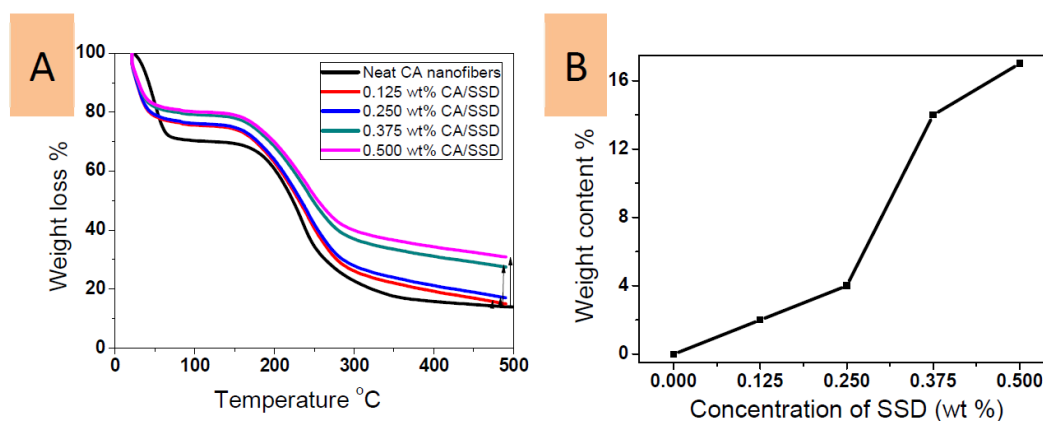 A
Weight loss %
100
80
60
40
20
0
Neat CA nanofibers
0.125 wt% CA/SSD
0.250 wt% CA/SSD
0.375 wt% CA/SSD
0.500 wt% CA/SSD
0 100 200 300 400 500
Temperature °C
B
Weight content %
16
12
8
4
0
0.000 0.125 0.250 0.375 0.500
Concentration of SSD (wt %)